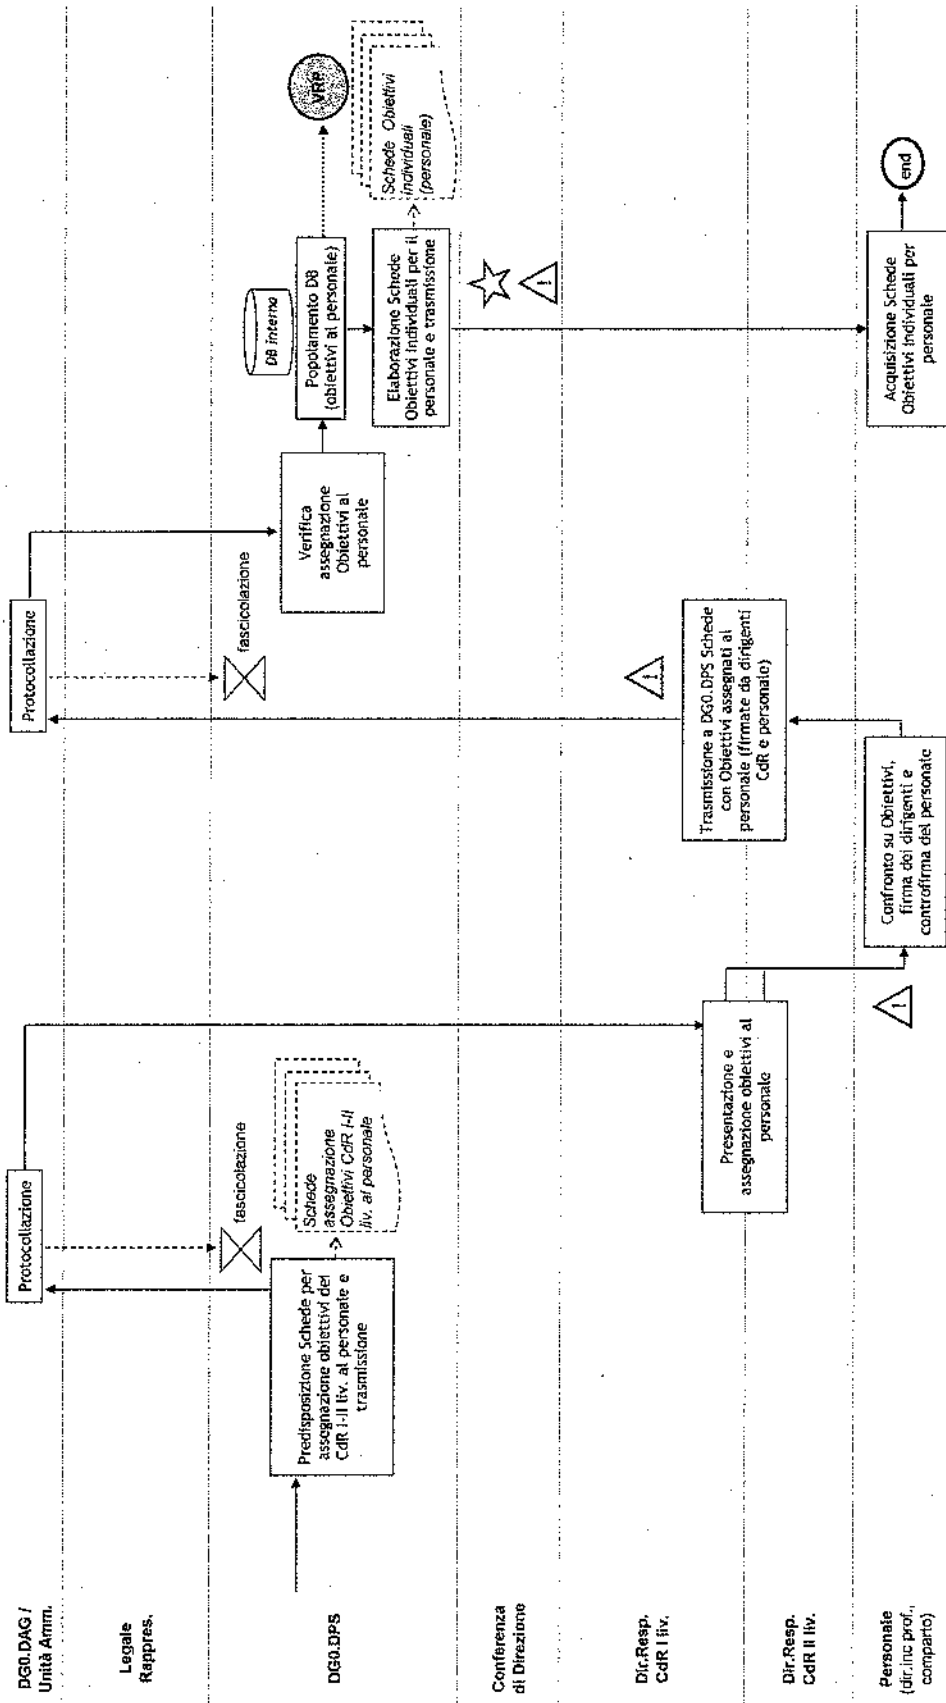 DG0.DAG /
Unità Amm.
Legale
Rappres.
DG0.DPS
Conferenza
di Direzione
Dir.Resp.
CdR I liv.
Dir.Resp.
CdR II liv.
Personale
(dir.inc prof.,
comparto)
Predisposizione Schede per
assegnazione obiettivi dei
CdR I-II liv. al personale e
trasmissione
Protocollazione
fascicolazione
Schede
assegnazione
Obiettivi CdR I-II
liv. al personale
Presentazione e
assegnazione obiettivi al
personale
Confronto su Obiettivi,
firma dei dirigenti e
controfirma del personale
Trasmissione a DG0.DPS Schede
con Obiettivi assegnati al
personale (firmate da dirigenti
CdR e personale)
Protocollazione
fascicolazione
Verifica
assegnazione
Obiettivi al
personale
DB interno
Popolamento DB
(obiettivi al personale)
VRP
Elaborazione Schede
Obiettivi Individuali per il
personale e trasmissione
Schede Obiettivi
individuali
(personale)
Acquisizione Schede
Obiettivi Individuali per
personale
end
!
!
!